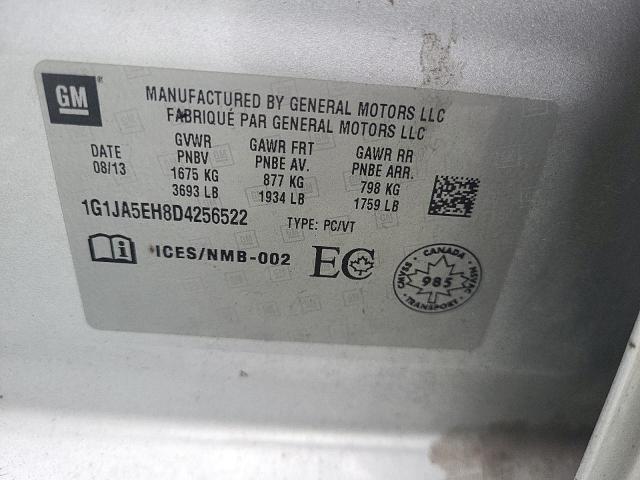 GM
MANUFACTURED BY GENERAL MOTORS LLC
FABRIQUÉ PAR GENERAL MOTORS LLC
DATE
08/13
GVWR
PNBV
1675 KG
3693 LB
GAWR FRT
PNBE AV.
877 KG
1934 LB
GAWR RR
PNBE ARR.
798 KG
1759 LB
1G1JA5EH8D4256522
TYPE: PC/VT
ICES/NMB-002
EC
CANADA
CMVSS
985
NSVAC
TRANSPORT